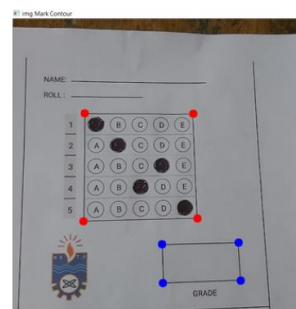 img Mark Contour
NAME:
ROLL :
1 B C D E
2 A C D E
3 A B C E
4 A B D E
5 A B C D
GRADE